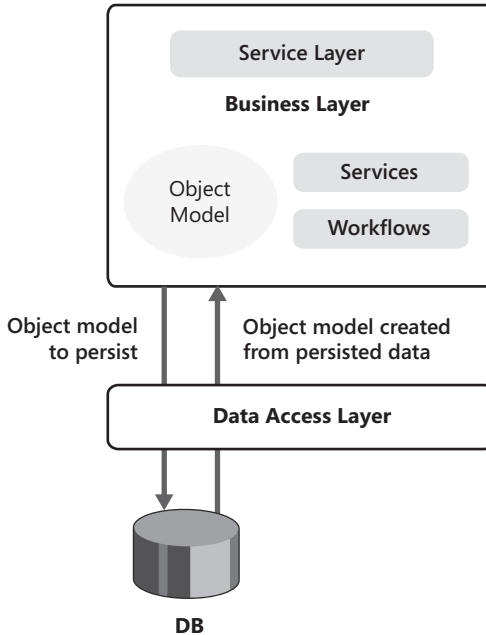 Service Layer
Business Layer
Object
Model
Services
Workflows
Object model
to persist
Object model created
from persisted data
Data Access Layer
DB